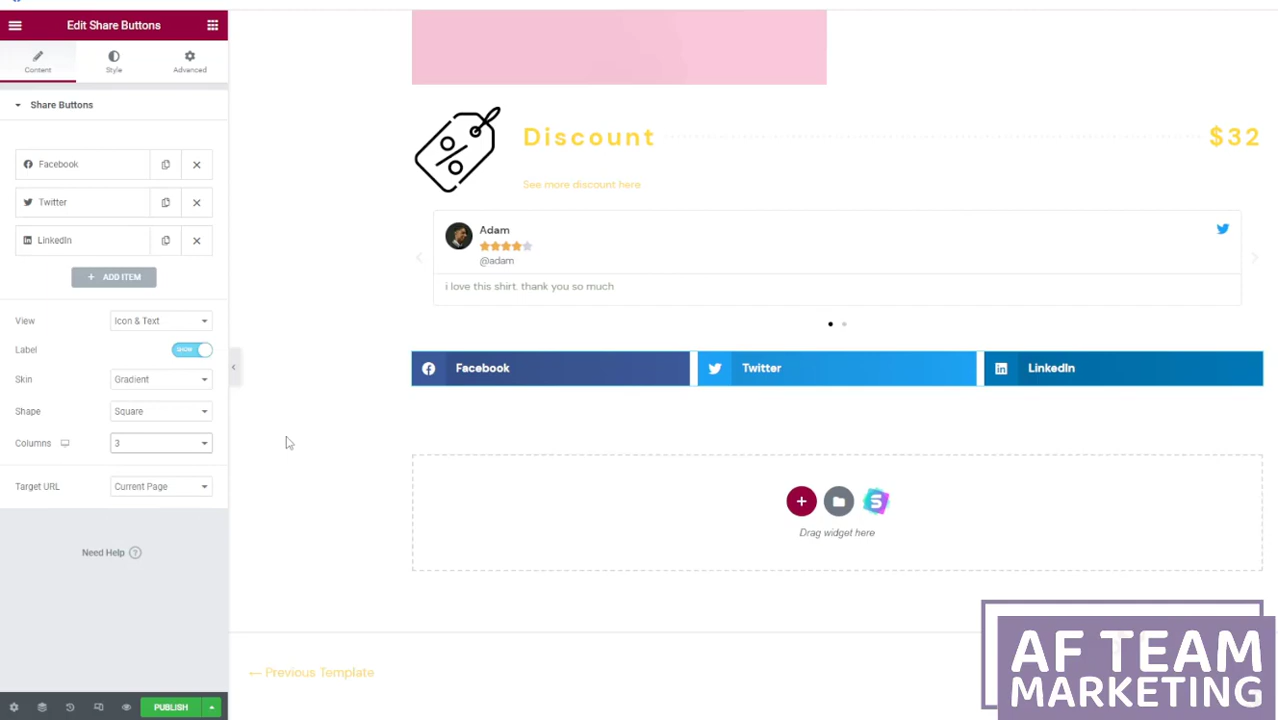 Edit Share Buttons
Content
Style
Advanced
Share Buttons
Facebook
Twitter
LinkedIn
+ ADD ITEM
View
Icon & Text
Label
SHOW
Skin
Gradient
Shape
Square
Columns
3
Target URL
Current Page
Need Help ?
PUBLISH
Discount
$32
See more discount here
Adam
@adam
i love this shirt. thank you so much
Facebook
Twitter
LinkedIn
Drag widget here
← Previous Template
AF TEAM
MARKETING